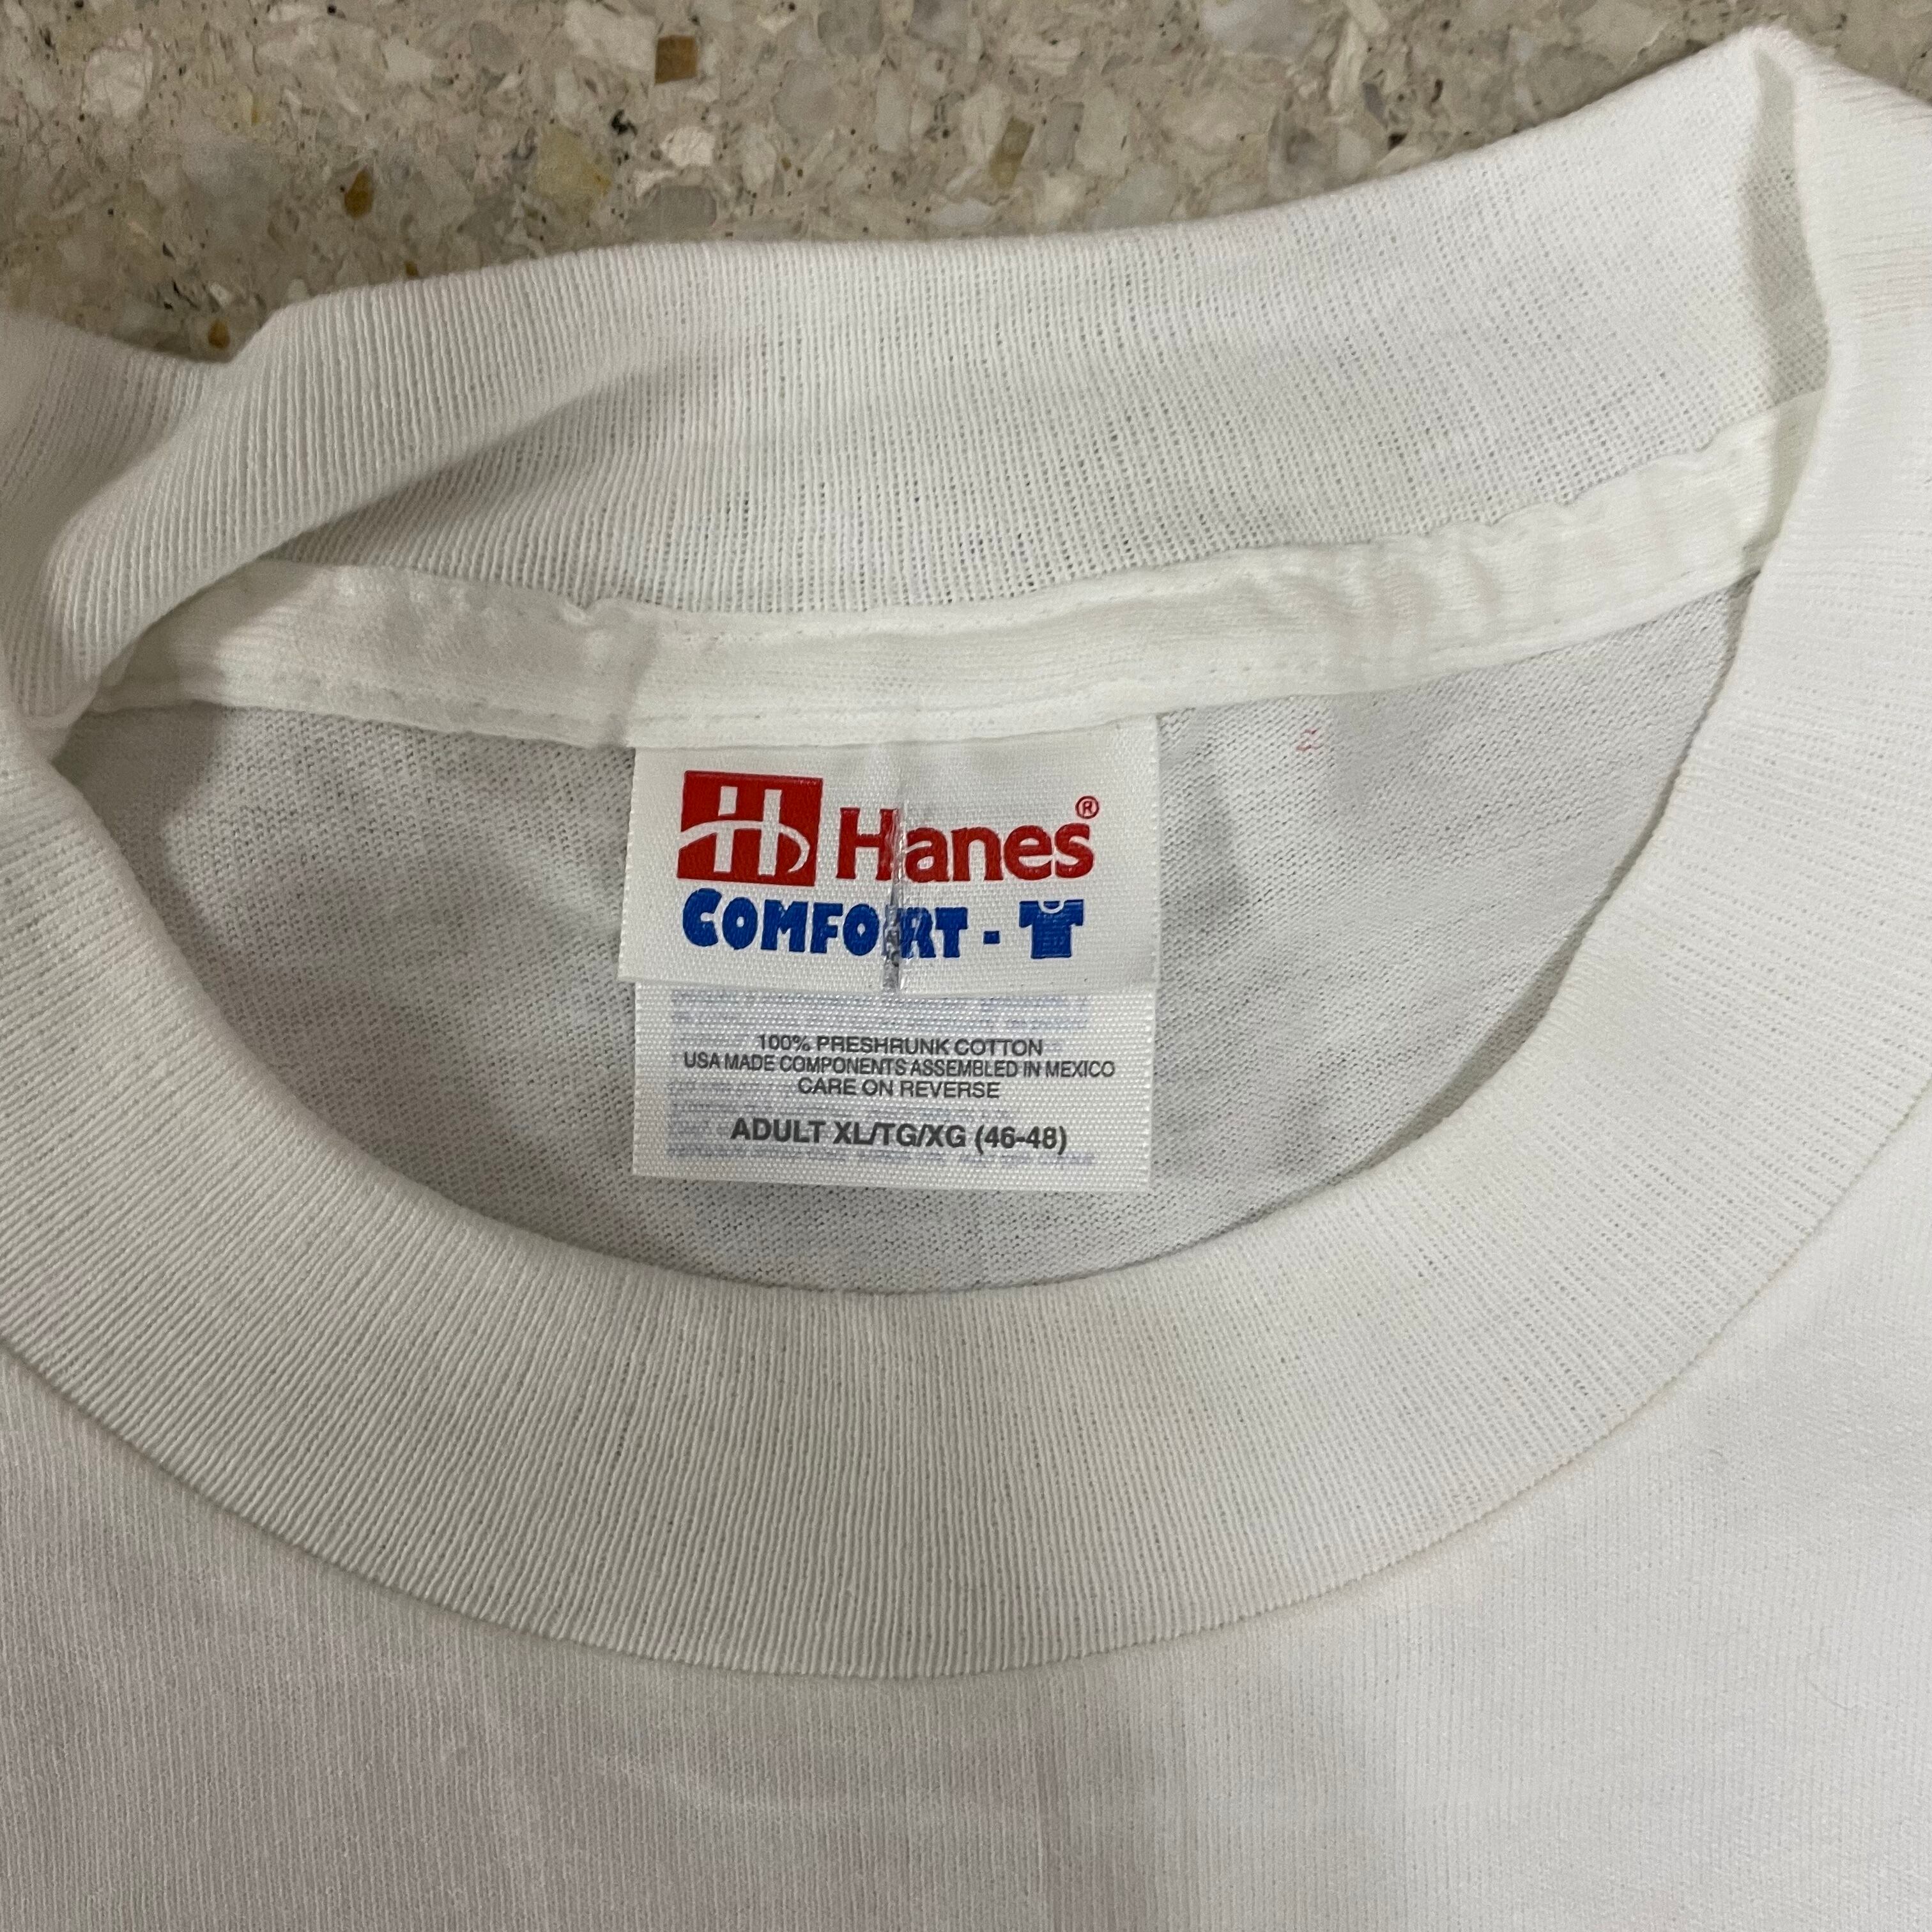 Hanes®
COMFORT - T
100% PRESHRUNK COTTON
USA MADE COMPONENTS ASSEMBLED IN MEXICO
CARE ON REVERSE
ADULT XL/TG/XG (46-48)